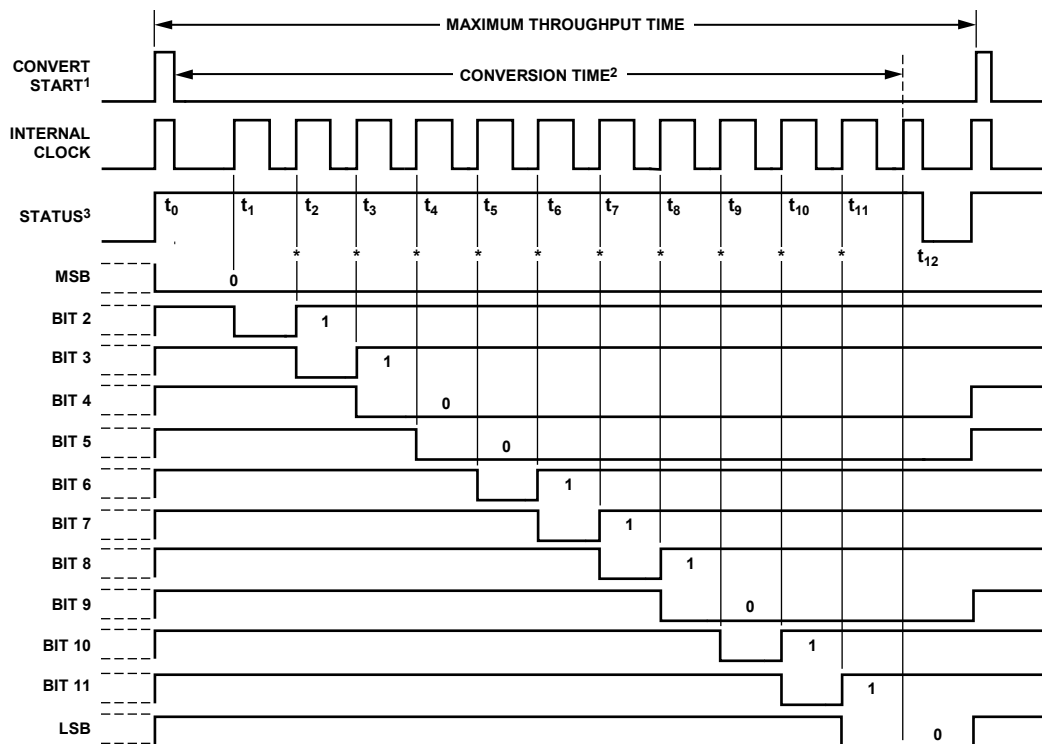 MAXIMUM THROUGHPUT TIME
CONVERT
START1
CONVERSION TIME2
INTERNAL
CLOCK
STATUS3
t0 t1 t2 t3 t4 t5 t6 t7 t8 t9 t10 t11
* * * * * * * * * * t12
MSB 0
BIT 2 1
BIT 3 1
BIT 4 0
BIT 5 0
BIT 6 1
BIT 7 1
BIT 8 1
BIT 9 0
BIT 10 1
BIT 11 1
LSB 0